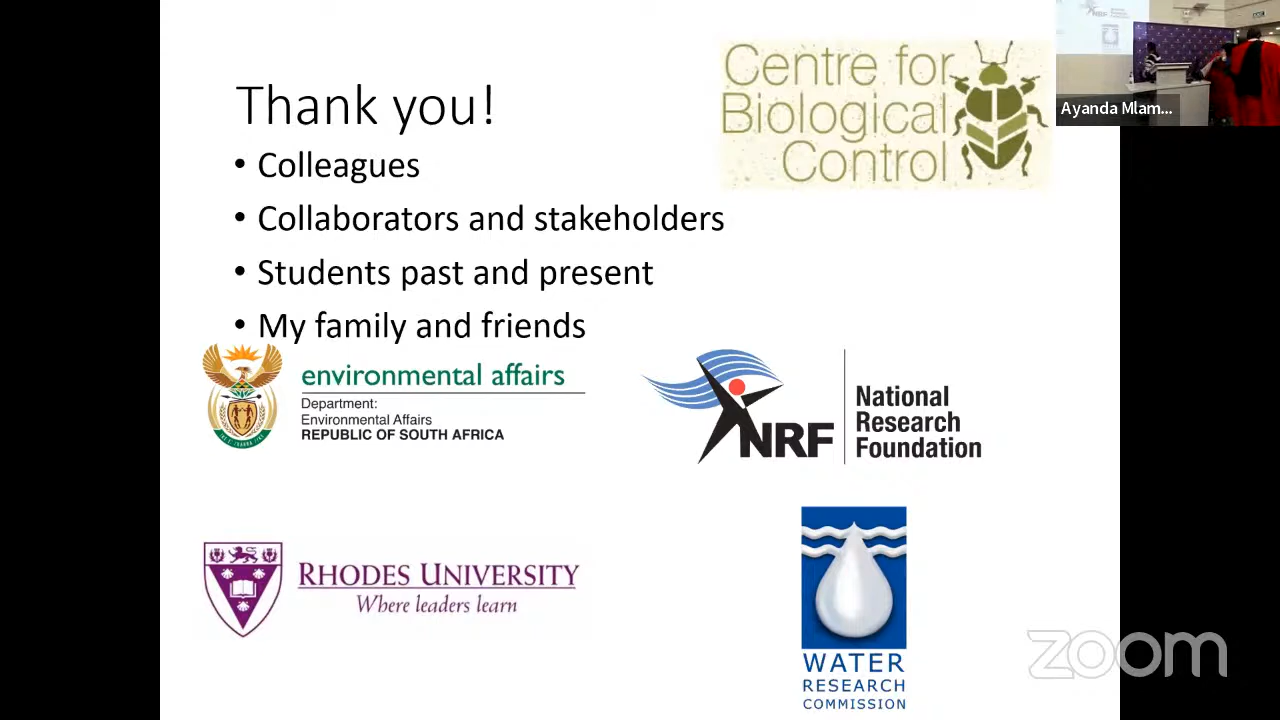 Thank you!
• Colleagues
• Collaborators and stakeholders
• Students past and present
• My family and friends
Centre for
Biological
Control
NRF
Ayanda Mlam...
environmental affairs
Department:
Environmental Affairs
REPUBLIC OF SOUTH AFRICA
NRF
National
Research
Foundation
RHODES UNIVERSITY
Where leaders learn
WATER
RESEARCH
COMMISSION
zoom